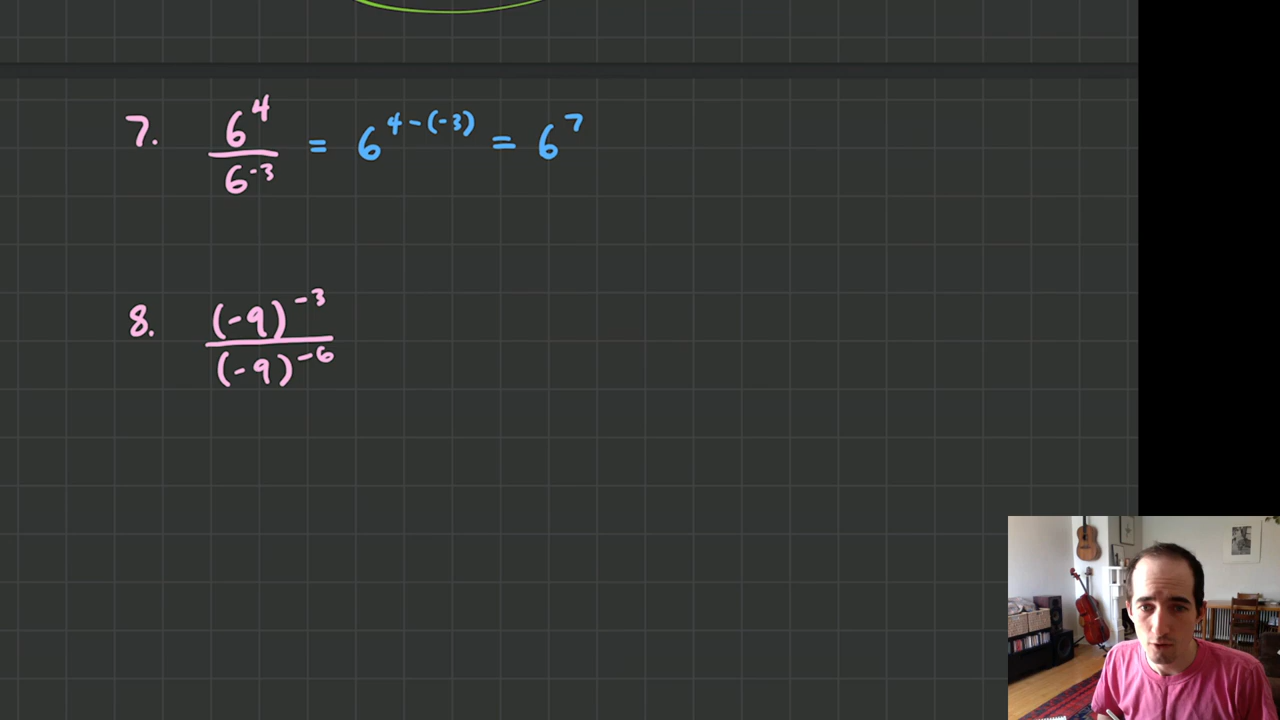 7. 6^4 / 6^-3 = 6^4-(-3) = 6^7
8. (-9)^-3 / (-9)^-6